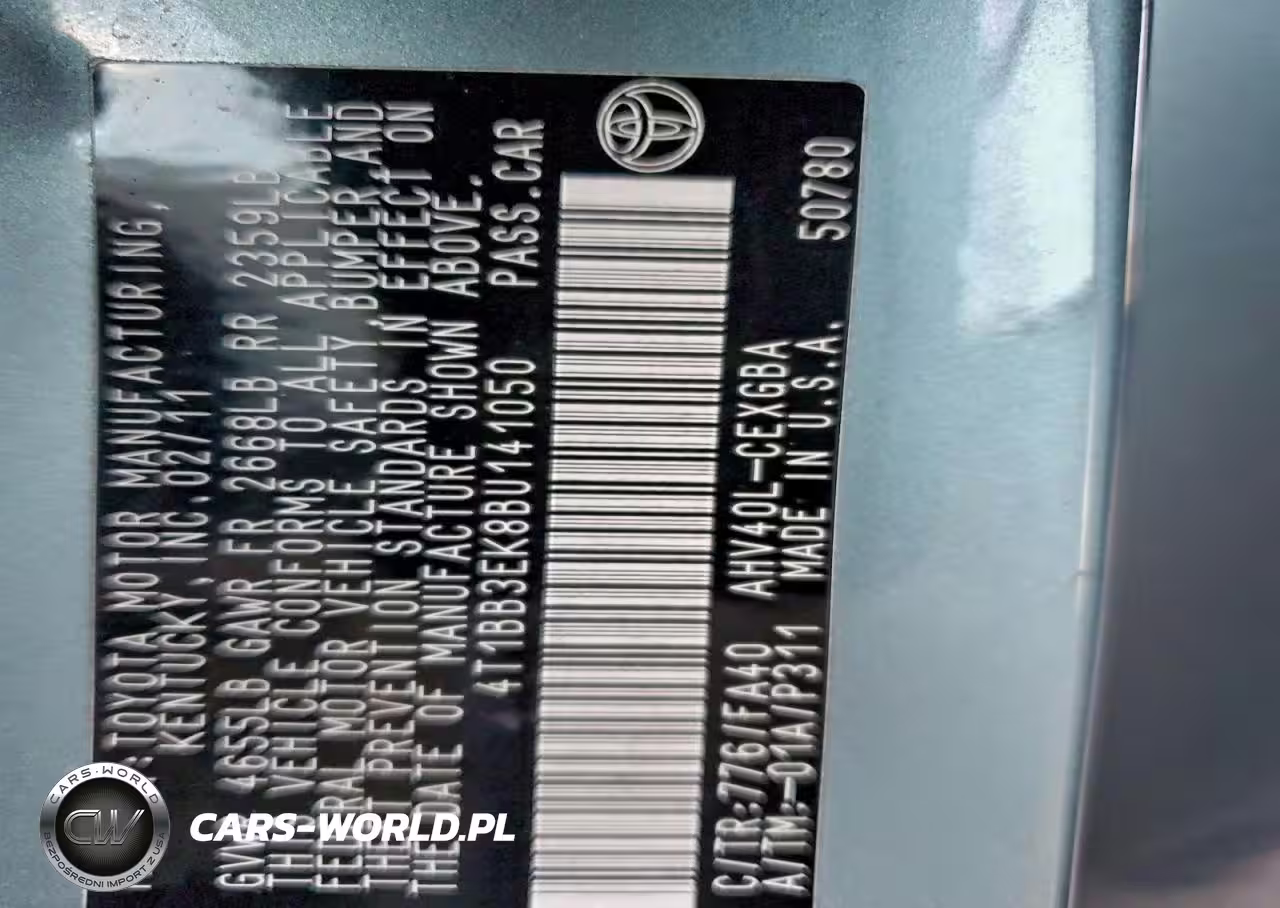 :TOYOTA MOTOR MANUFACTURING,
KENTUCKY, INC. 02/11
GVWR 4655LB GAWR FR 2668LB RR 2359LB
THIS VEHICLE CONFORMS TO ALL APPLICABLE
FEDERAL MOTOR VEHICLE SAFETY BUMPER, AND
THEFT PREVENTION STANDARDS IN EFFECT ON
THE DATE OF MANUFACTURE SHOWN ABOVE.
4T1BB3EK8BU141050 PASS.CAR
C/TR:776/FA40 AHV40L-CEXGBA 50780
A/TM:-01A/P311 MADE IN U.S.A.
CARS-WORLD
CW
BEZPOŚREDNI IMPORT Z USA
CARS-WORLD.PL